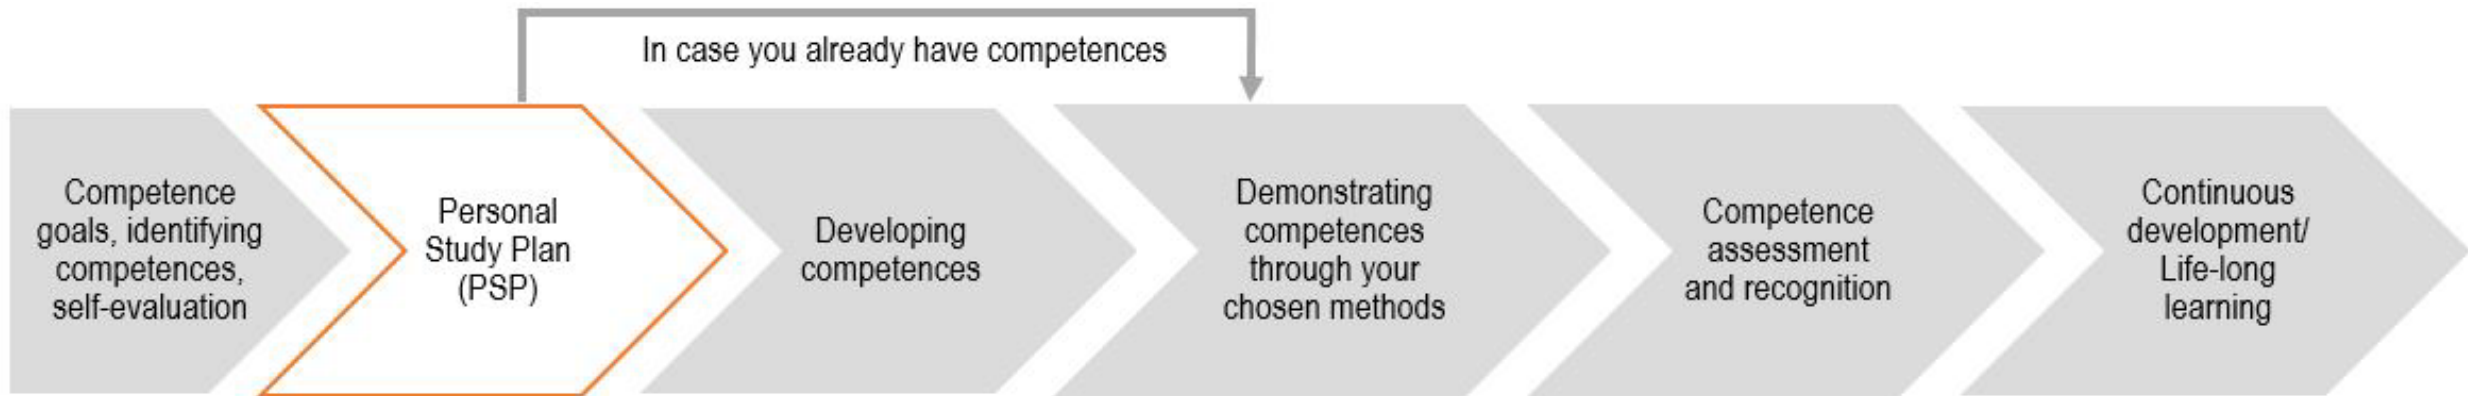 In case you already have competences
Competence
goals, identifying
competences,
self-evaluation
Personal
Study Plan
(PSP)
Developing
competences
Demonstrating
competences
through your
chosen methods
Competence
assessment
and recognition
Continuous
development/
Life-long
learning